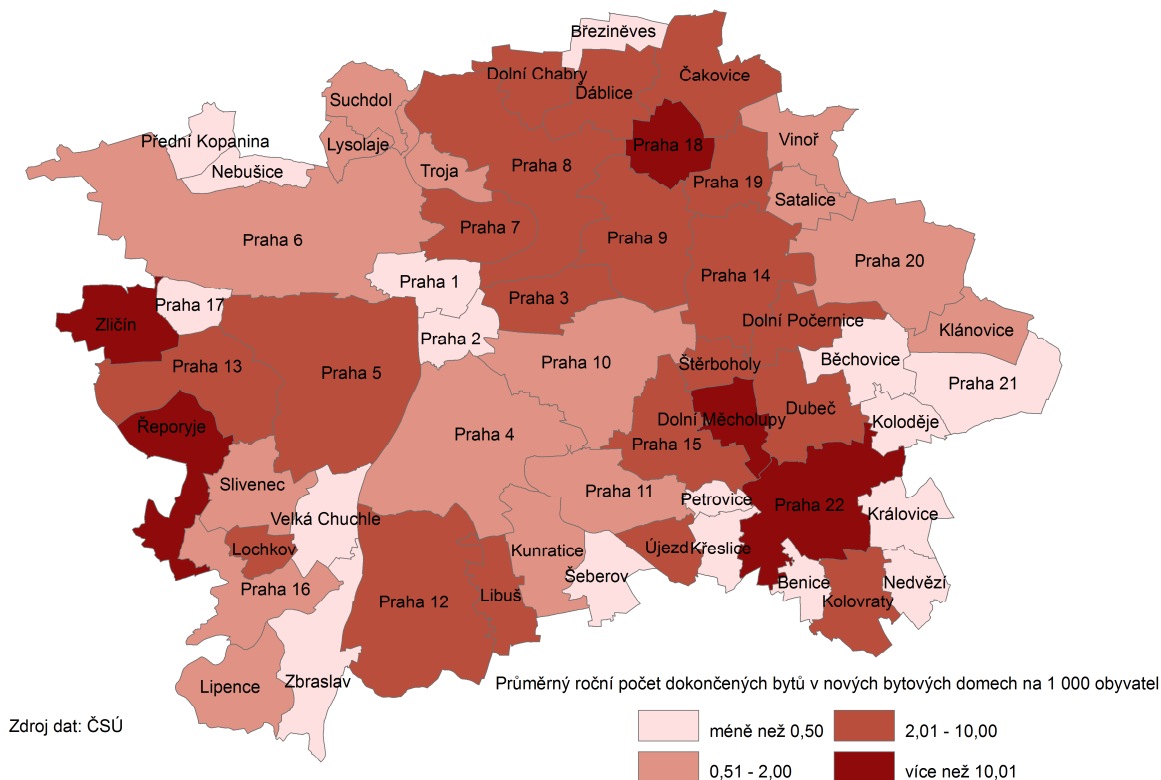 Březiněves
Dolní Chabry
Čakovice
Ďáblice
Suchdol
Přední Kopanina
Lysolaje
Praha 18
Vinoř
Nebušice
Troja
Praha 8
Praha 19
Satalice
Praha 7
Praha 6
Praha 9
Praha 20
Praha 14
Praha 1
Praha 3
Praha 17
Zličín
Dolní Počernice
Klánovice
Praha 2
Praha 13
Praha 5
Praha 10
Štěrboholy
Běchovice
Praha 21
Dubeč
Dolní Měcholupy
Koloděje
Řeporyje
Praha 4
Praha 15
Slivenec
Praha 11
Petrovice
Praha 22
Královice
Velká Chuchle
Lochkov
Kunratice
Újezd
Křeslice
Šeberov
Benice
Nedvězí
Praha 16
Praha 12
Libuš
Kolovraty
Lipence
Zbraslav
Průměrný roční počet dokončených bytů v nových bytových domech na 1 000 obyvatel
Zdroj dat: ČSÚ
méně než 0,50
2,01 - 10,00
0,51 - 2,00
více než 10,01